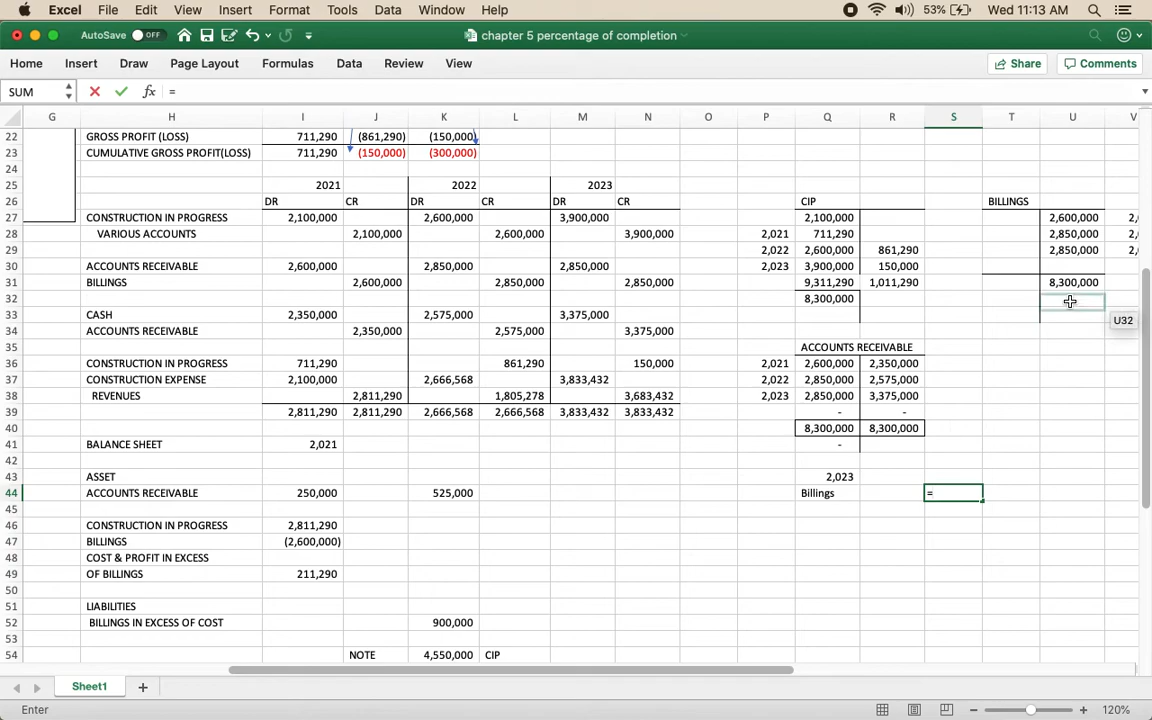 Excel File Edit View Insert Format Tools Data Window Help 53% Wed 11:13 AM
AutoSave OFF chapter 5 percentage of completion
Home Insert Draw Page Layout Formulas Data Review View Share Comments
SUM fx =
G H I J K L M N O P Q R S T U V
22 GROSS PROFIT (LOSS) 711,290 (861,290) (150,000)
23 CUMULATIVE GROSS PROFIT(LOSS) 711,290 (150,000) (300,000)
24
25 2021 2022 2023
26 DR CR DR CR DR CR CIP BILLINGS
27 CONSTRUCTION IN PROGRESS 2,100,000 2,600,000 3,900,000 2,100,000 2,600,000 2,
28 VARIOUS ACCOUNTS 2,100,000 2,600,000 3,900,000 2,021 711,290 2,850,000 2,
29 2,022 2,600,000 861,290 2,850,000
30 ACCOUNTS RECEIVABLE 2,600,000 2,850,000 2,850,000 2,023 3,900,000 150,000
31 BILLINGS 2,600,000 2,850,000 2,850,000 9,311,290 1,011,290 8,300,000
32 8,300,000
33 CASH 2,350,000 2,575,000 3,375,000 U32
34 ACCOUNTS RECEIVABLE 2,350,000 2,575,000 3,375,000
35 ACCOUNTS RECEIVABLE
36 CONSTRUCTION IN PROGRESS 711,290 861,290 150,000 2,021 2,600,000 2,350,000
37 CONSTRUCTION EXPENSE 2,100,000 2,666,568 3,833,432 2,022 2,850,000 2,575,000
38 REVENUES 2,811,290 1,805,278 3,683,432 2,023 2,850,000 3,375,000
39 2,811,290 2,811,290 2,666,568 2,666,568 3,833,432 3,833,432 - -
40 8,300,000 8,300,000
41 BALANCE SHEET 2,021 -
42
43 ASSET 2,023
44 ACCOUNTS RECEIVABLE 250,000 525,000 Billings =
45
46 CONSTRUCTION IN PROGRESS 2,811,290
47 BILLINGS (2,600,000)
48 COST & PROFIT IN EXCESS
49 OF BILLINGS 211,290
50
51 LIABILITIES
52 BILLINGS IN EXCESS OF COST 900,000
53
54 NOTE 4,550,000 CIP
Sheet1 +
Enter - + 120%